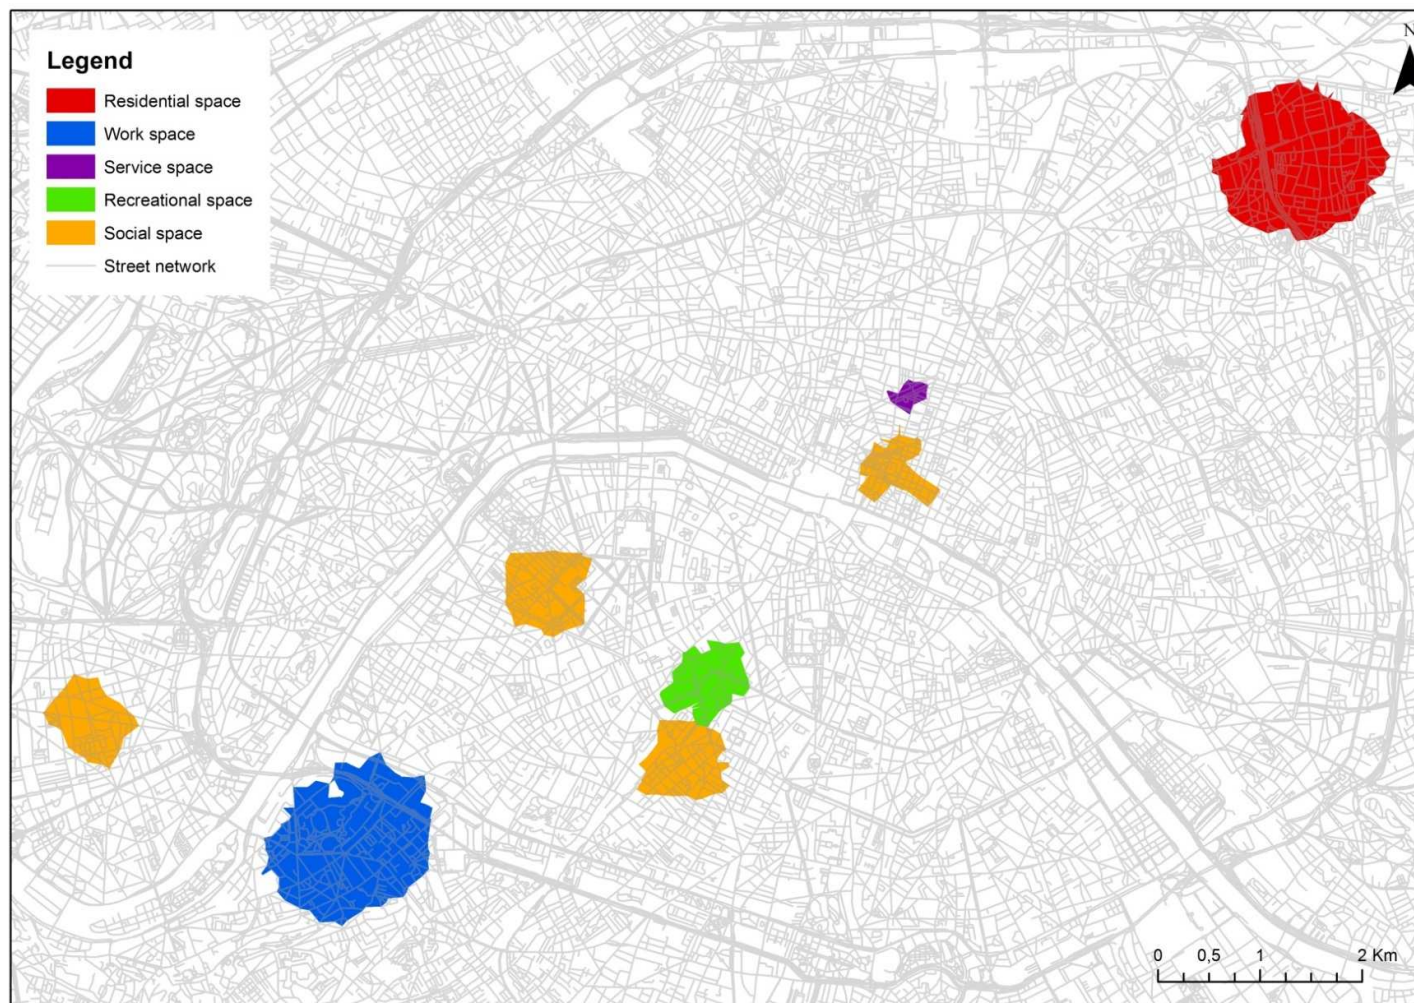 Legend
Residential space
Work space
Service space
Recreational space
Social space
Street network
N
0 0,5 1 2 Km